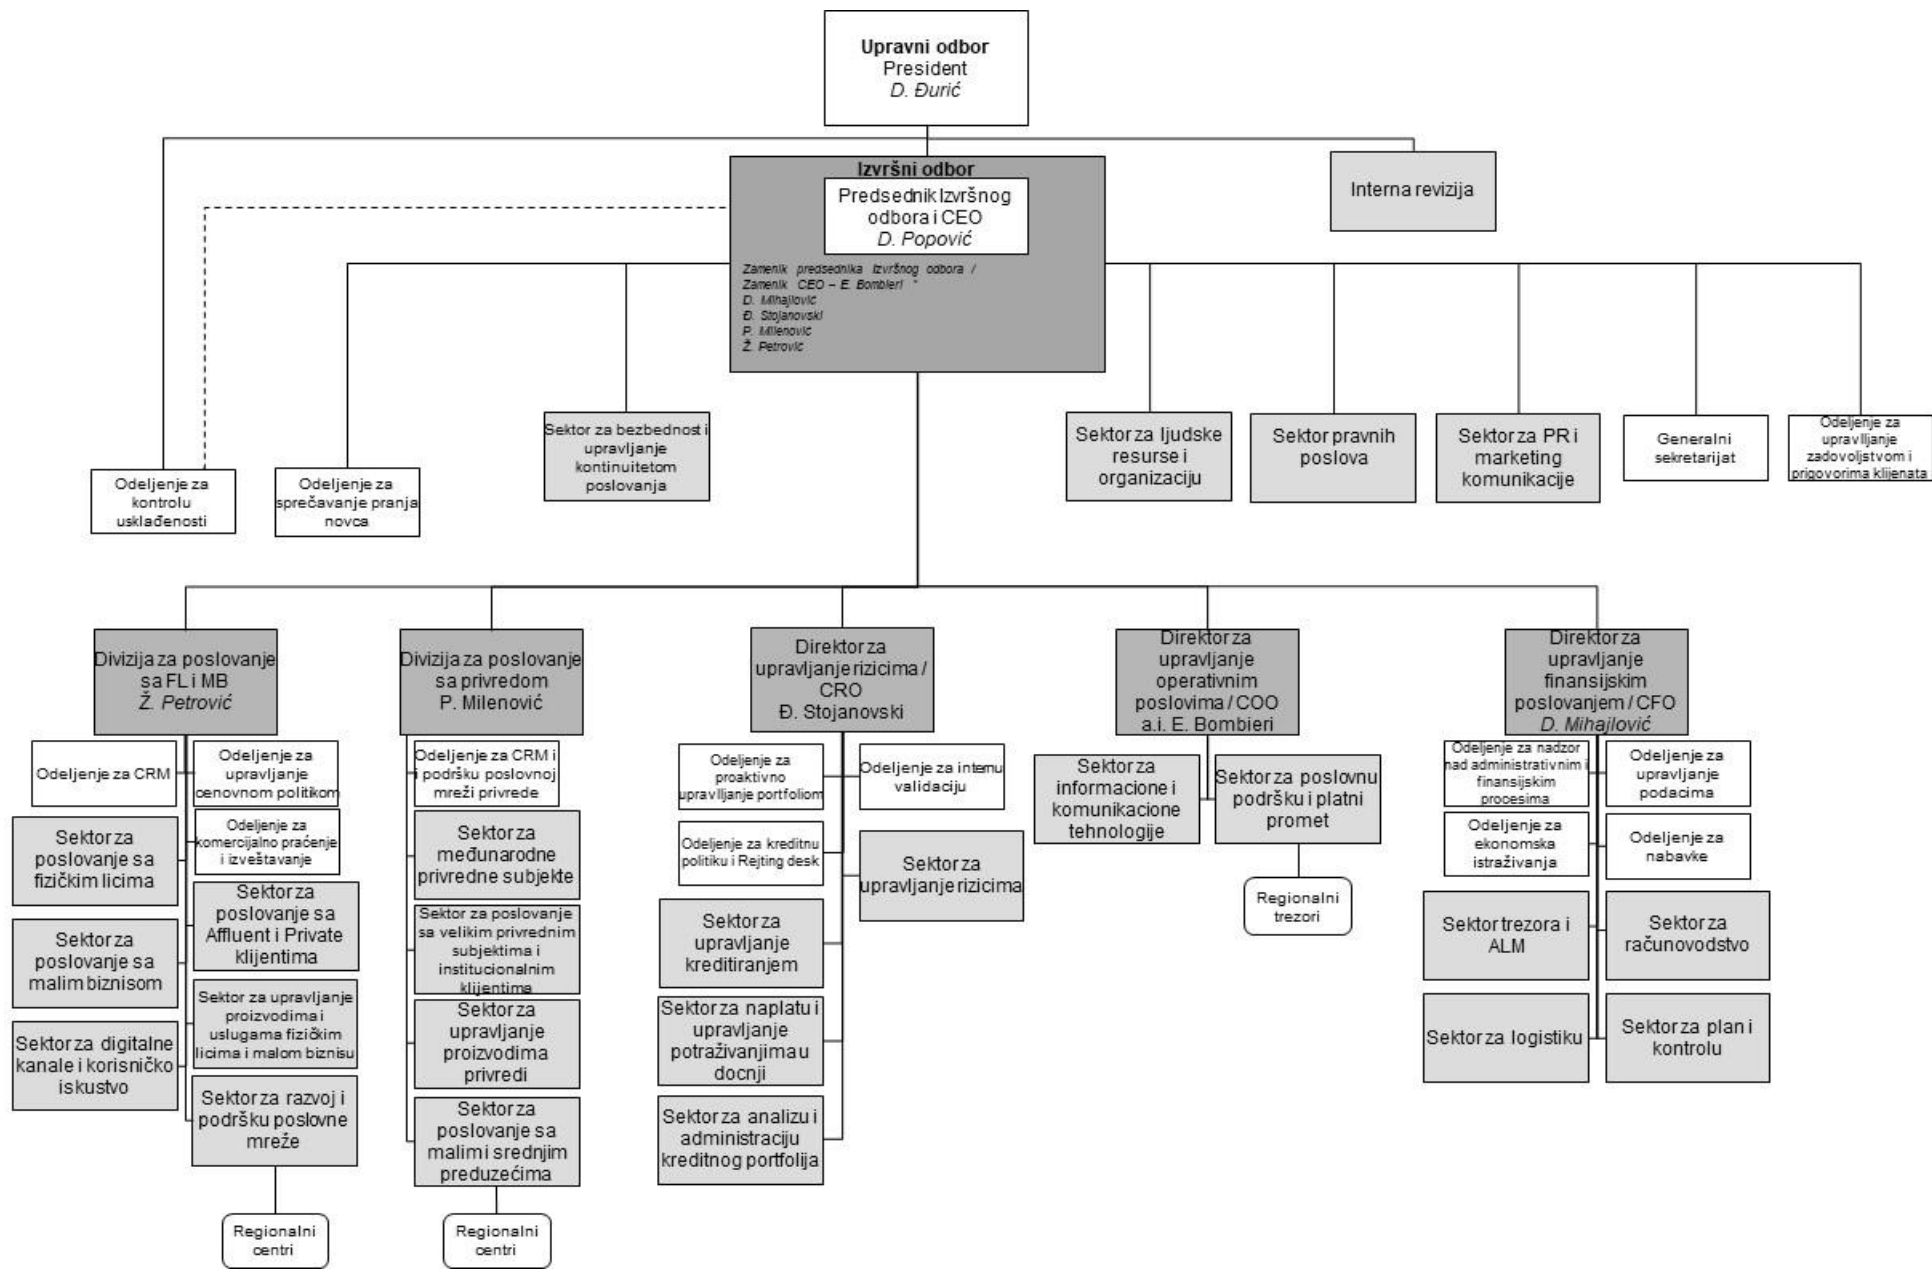 Upravni odbor
President
D. Đurić
Izvršni odbor
Predsednik Izvršnog
odbora i CEO
D. Popović
Zamenik predsednika Izvršnog odbora /
Zamenik CEO – E. Bombieri *
D. Mihajlović
Đ. Stojanovski
P. Milenović
Ž. Petrović
Interna revizija
Odeljenje za
kontrolu
usklađenosti
Odeljenje za
sprečavanje pranja
novca
Sektor za bezbednost i
upravljanje
kontinuitetom
poslovanja
Sektor za ljudske
resurse i
organizaciju
Sektor pravnih
poslova
Sektor za PR i
marketing
komunikacije
Generalni
sekretarijat
Odeljenje za
upravlljanje
zadovoljstvom i
prigovorima klijenata
Divizija za poslovanje
sa FL i MB
Ž. Petrović
Odeljenje za CRM
Odeljenje za
upravljanje
cenovnom politikom
Odeljenje za
komercijalno praćenje
i izveštavanje
Sektor za
poslovanje sa
fizičkim licima
Sektor za
poslovanje sa
Affluent i Private
klijentima
Sektor za
poslovanje sa
malim biznisom
Sektor za upravljanje
proizvodima i
uslugama fizičkim
licima i malom biznisu
Sektor za digitalne
kanale i korisničko
iskustvo
Sektor za razvoj i
podršku poslovne
mreže
Regionalni
centri
Divizija za poslovanje
sa privredom
P. Milenović
Odeljenje za CRM i
i podršku poslovnoj
mreži privrede
Sektor za
međunarodne
privredne subjekte
Sektor za poslovanje
sa velikim privrednim
subjektima i
institucionalnim
klijentima
Sektor za
upravljanje
proizvodima
privredi
Sektor za
poslovanje sa
malim i srednjim
preduzećima
Regionalni
centri
Direktor za
upravljanje rizicima /
CRO
Đ. Stojanovski
Odeljenje za
proaktivno
upravlljanje portfoliom
Odeljenje za internu
validaciju
Odeljenje za kreditnu
politiku i Rejting desk
Sektor za
upravljanje rizicima
Sektor za
upravljanje
kreditiranjem
Sektor za naplatu i
upravljanje
potraživanjima u
docnji
Sektor za analizu i
administraciju
kreditnog portfolija
Direktor za
upravljanje
operativnim
poslovima / COO
a.i. E. Bombieri
Sektor za
informacione i
komunikacione
tehnologije
Sektor za poslovnu
podršku i platni
promet
Regionalni
trezori
Direktor za
upravljanje
finansijskim
poslovanjem / CFO
D. Mihajlović
Odeljenje za nadzor
nad administrativnim i
finansijskim
procesima
Odeljenje za
upravljanje
podacima
Odeljenje za
ekonomska
istraživanja
Odeljenje za
nabavke
Sektor trezora i
ALM
Sektor za
računovodstvo
Sektor za logistiku
Sektor za plan i
kontrolu